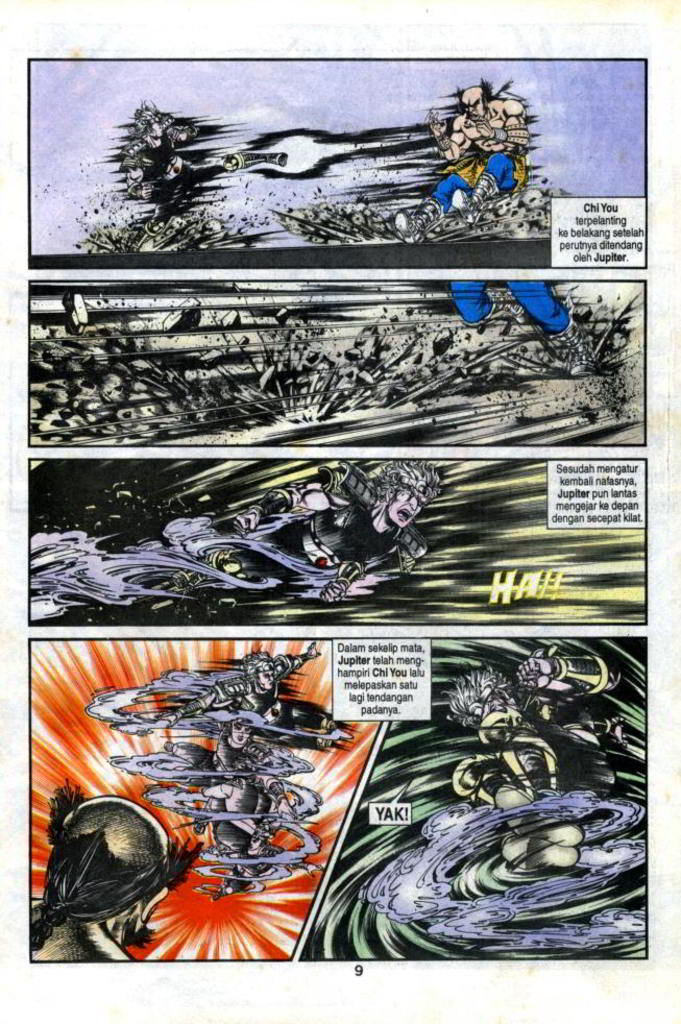 Chi You
terpelanting
ke belakang setelah
perutnya ditendang
oleh Jupiter.
Sesudah mengatur
kembali nafasnya,
Jupiter pun lantas
mengejar ke depan
dengan secepat kilat.
HAII!
Dalam sekelip mata,
Jupiter telah meng-
hampiri Chi You lalu
melepaskan satu
lagi tendangan
padanya.
YAK!
9